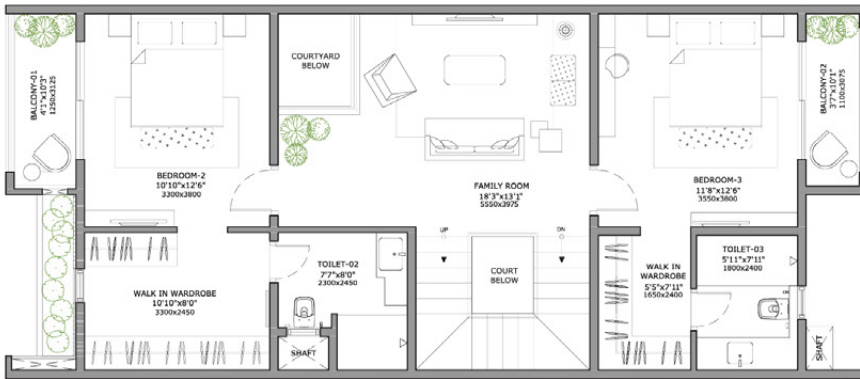 BALCONY-01
4'1"x10'3"
1250x3125
BEDROOM-2
10'10"x12'6"
3300x3800
COURTYARD
BELOW
FAMILY ROOM
18'3"x13'1"
5550x3975
BEDROOM-3
11'8"x12'6"
3550x3800
BALCONY-02
3'7"x10'1"
1100x3075
WALK IN WARDROBE
10'10"x8'0"
3300x2450
TOILET-02
7'7"x8'0"
2300x2450
SHAFT
UP
DN
COURT
BELOW
WALK IN
WARDROBE
5'5"x7'11"
1650x2400
TOILET-03
5'11"x7'11"
1800x2400
SHAFT